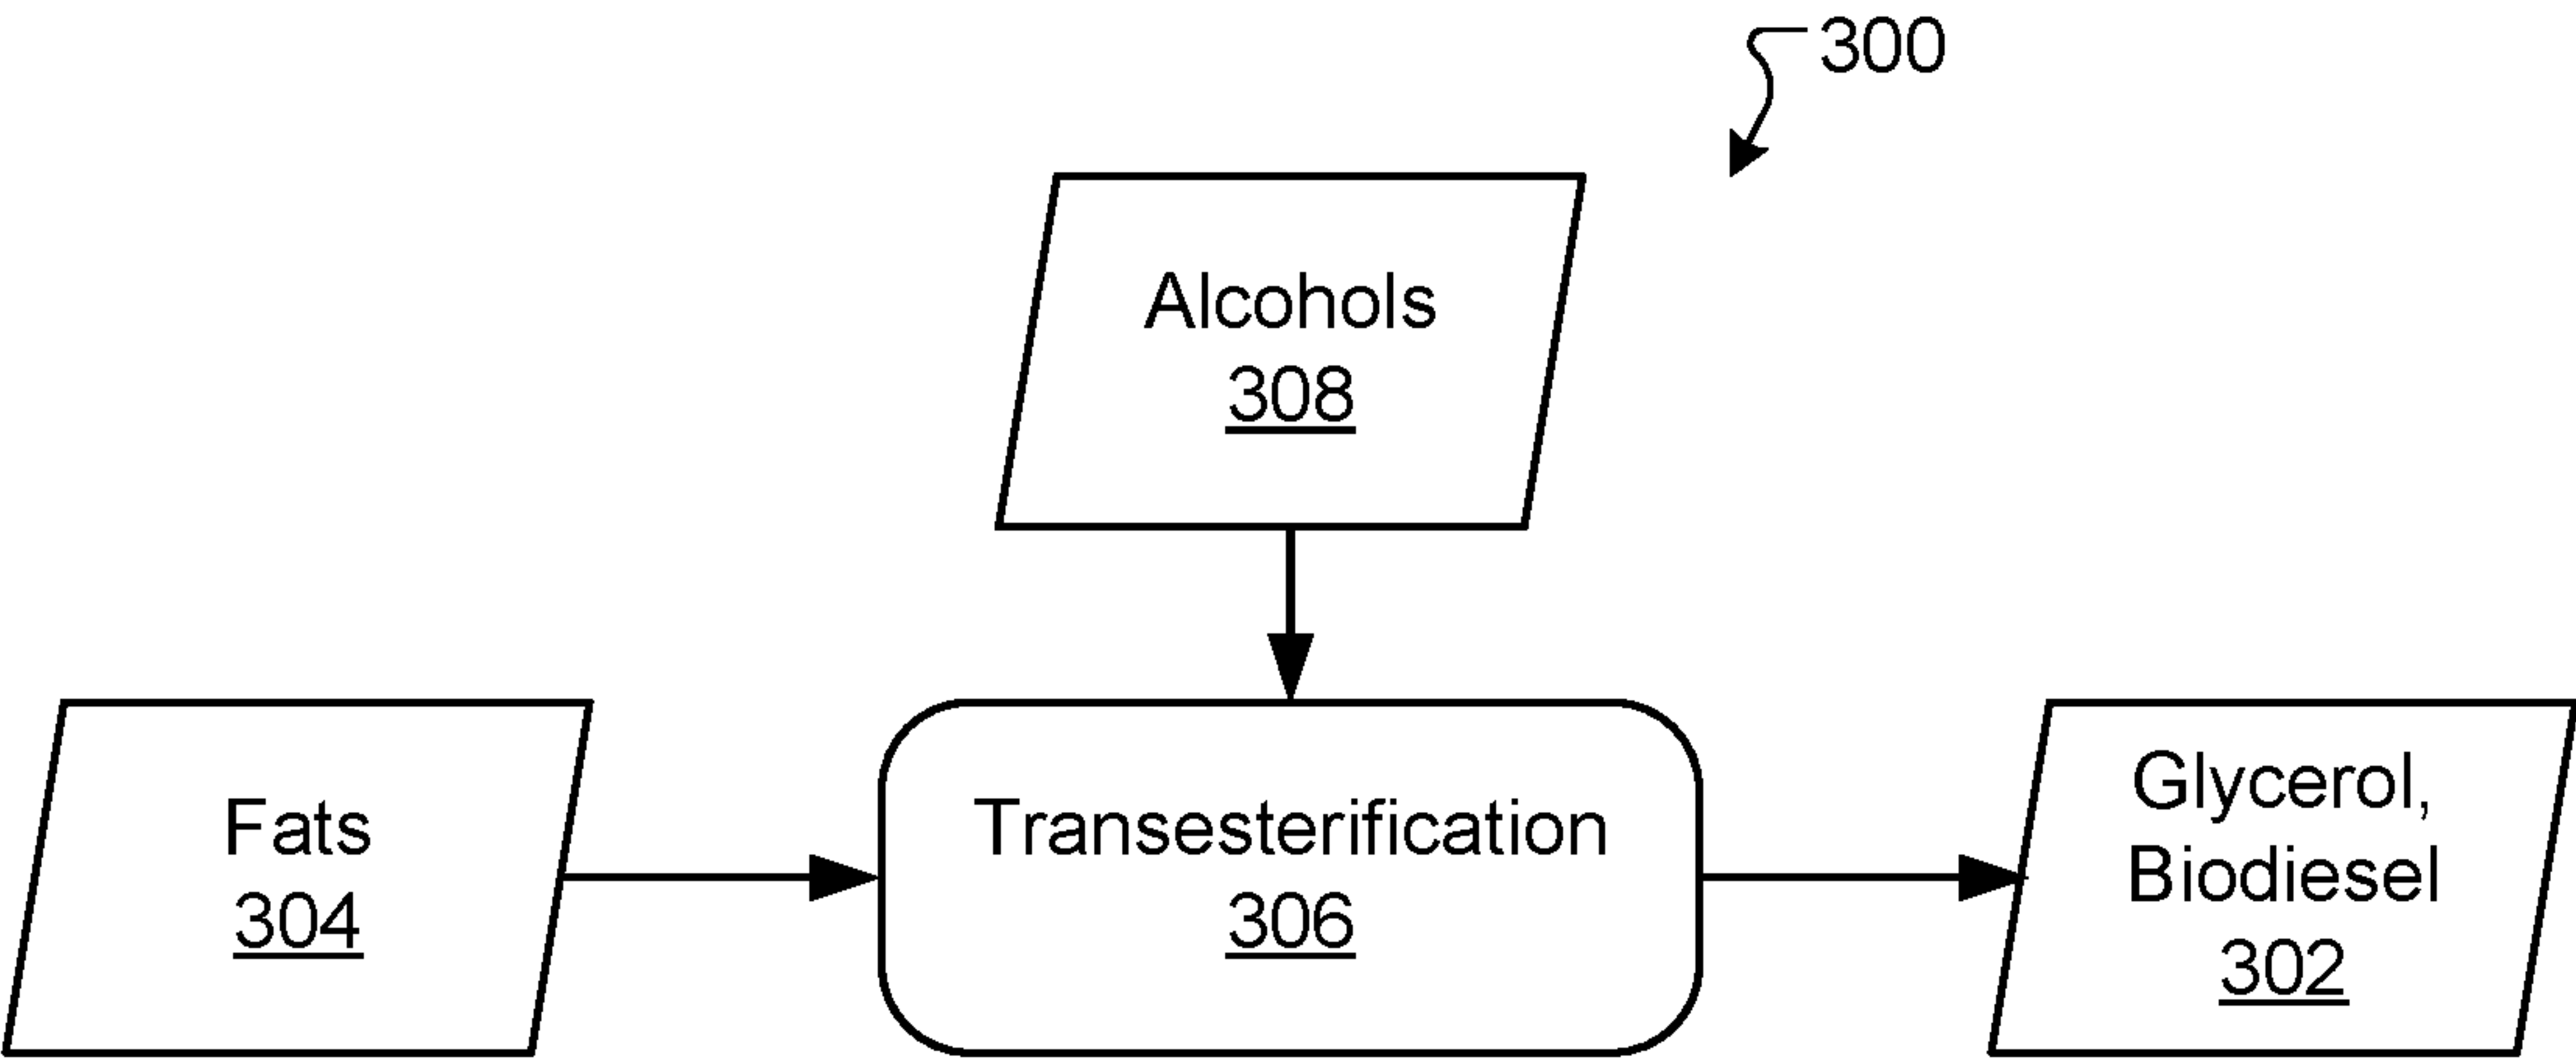 300
Alcohols
308
Fats
304
Transesterification
306
Glycerol,
Biodiesel
302